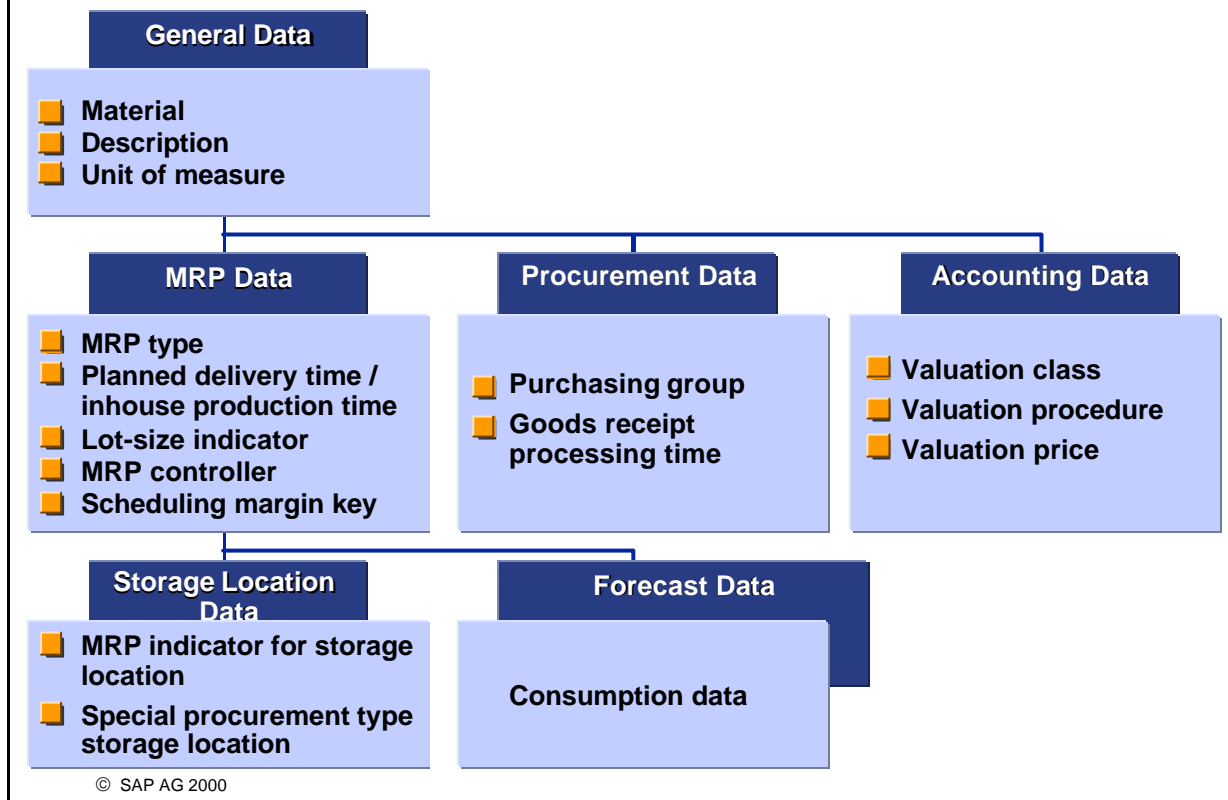 General Data
Material
Description
Unit of measure
MRP Data
MRP type
Planned delivery time /
inhouse production time
Lot-size indicator
MRP controller
Scheduling margin key
Procurement Data
Purchasing group
Goods receipt
processing time
Accounting Data
Valuation class
Valuation procedure
Valuation price
Storage Location
Data
MRP indicator for storage
location
Special procurement type
storage location
Forecast Data
Consumption data
© SAP AG 2000